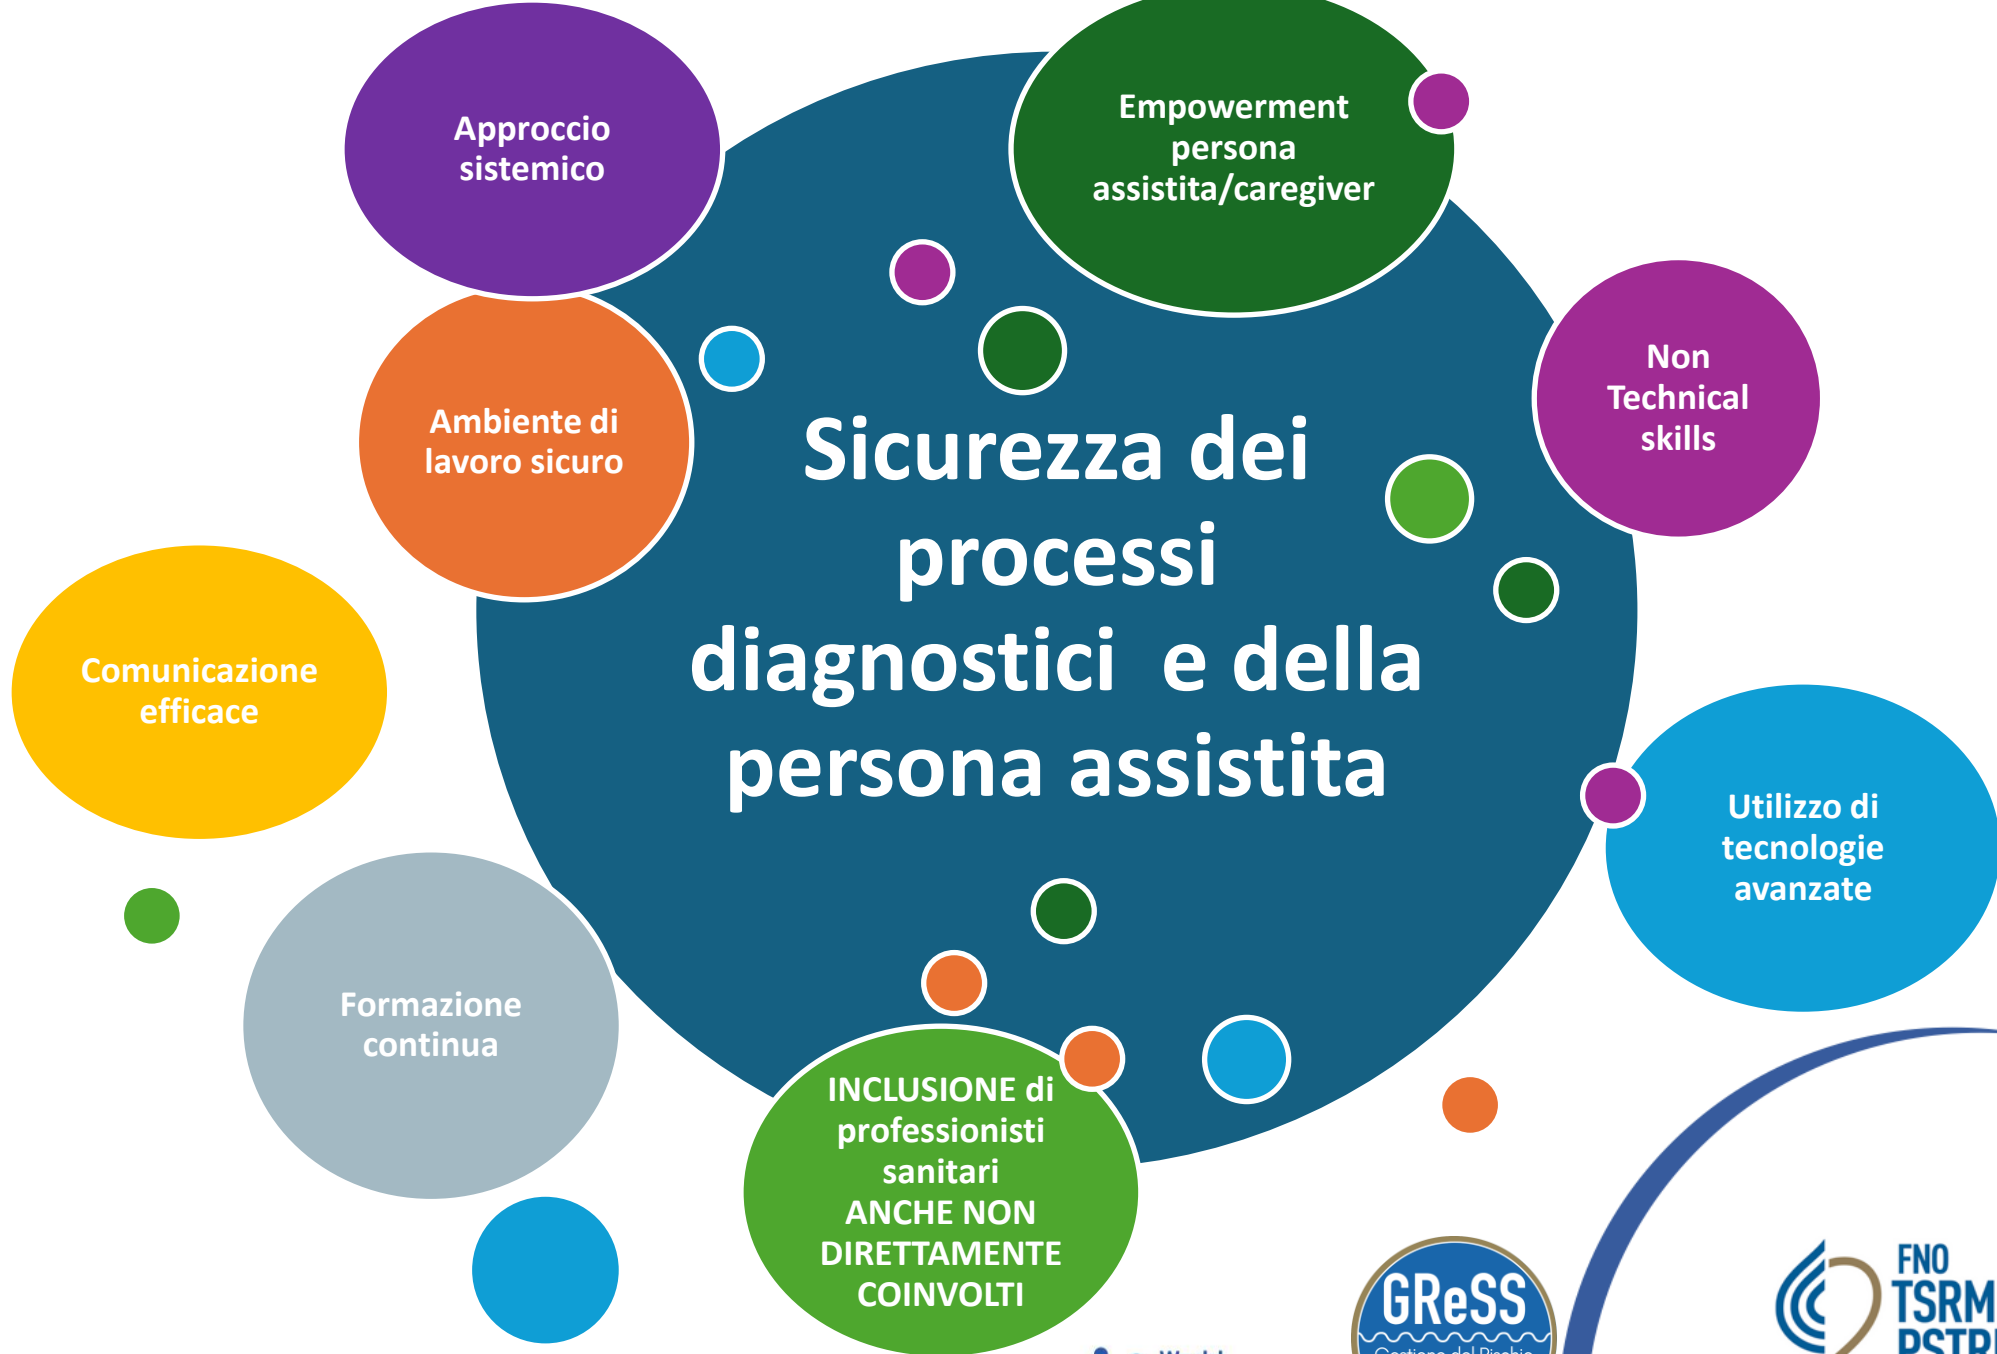 Approccio
sistemico
Empowerment
persona
assistita/caregiver
Ambiente di
lavoro sicuro
Non
Technical
skills
Sicurezza dei
processi
diagnostici e della
persona assistita
Comunicazione
efficace
Utilizzo di
tecnologie
avanzate
Formazione
continua
INCLUSIONE di
professionisti
sanitari
ANCHE NON
DIRETTAMENTE
COINVOLTI
GReSS
FNO
TSRM